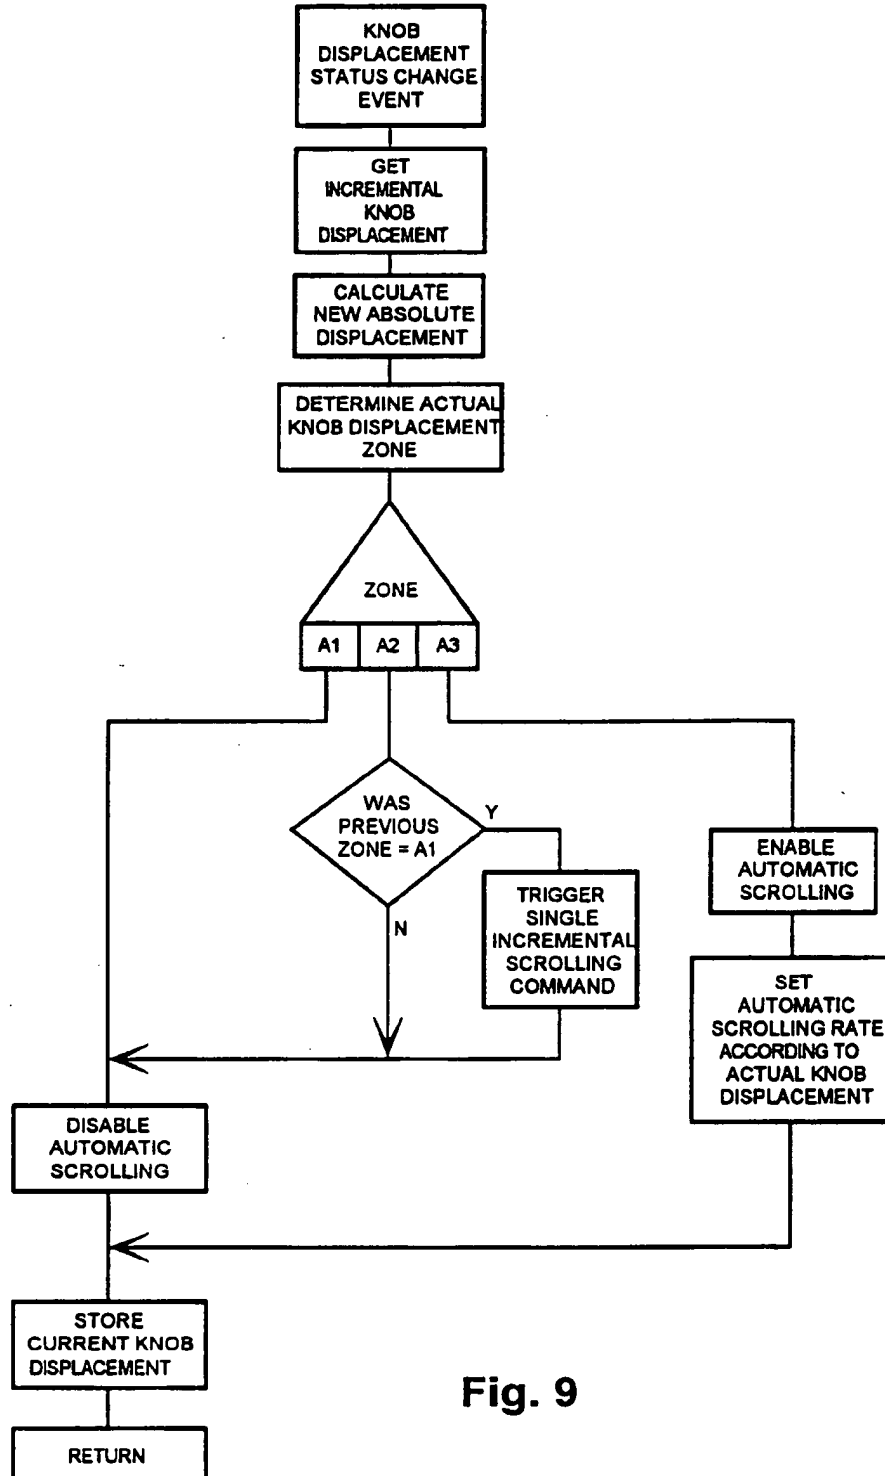 KNOB
DISPLACEMENT
STATUS CHANGE
EVENT
GET
INCREMENTAL
KNOB
DISPLACEMENT
CALCULATE
NEW ABSOLUTE
DISPLACEMENT
DETERMINE ACTUAL
KNOB DISPLACEMENT
ZONE
ZONE
A1 A2 A3
WAS
PREVIOUS
ZONE = A1
Y
N
TRIGGER
SINGLE
INCREMENTAL
SCROLLING
COMMAND
ENABLE
AUTOMATIC
SCROLLING
SET
AUTOMATIC
SCROLLING RATE
ACCORDING TO
ACTUAL KNOB
DISPLACEMENT
DISABLE
AUTOMATIC
SCROLLING
STORE
CURRENT KNOB
DISPLACEMENT
RETURN
Fig. 9